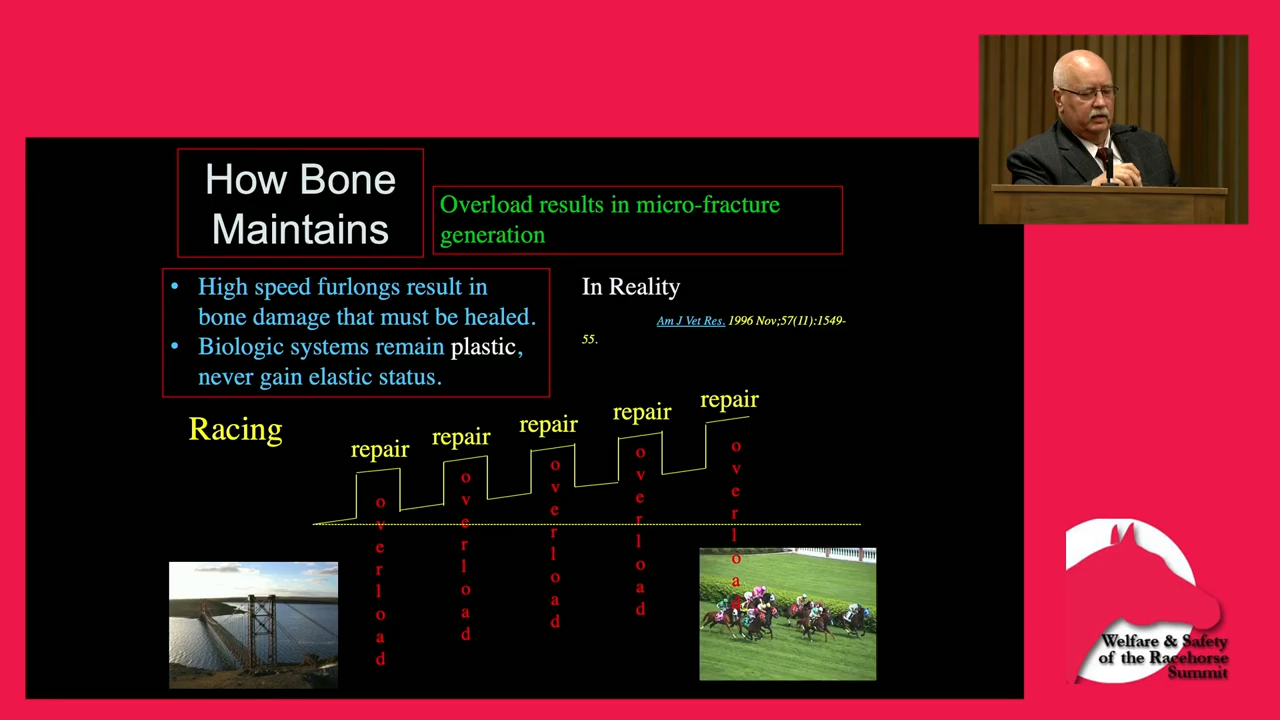 How Bone
Maintains
Overload results in micro-fracture
generation
• High speed furlongs result in
bone damage that must be healed.
• Biologic systems remain plastic,
never gain elastic status.
In Reality
Am J Vet Res. 1996 Nov;57(11):1549-
55.
Racing
repair
repair
repair
repair
repair
overload
overload
overload
overload
overload
Welfare & Safety
of the Racehorse
Summit